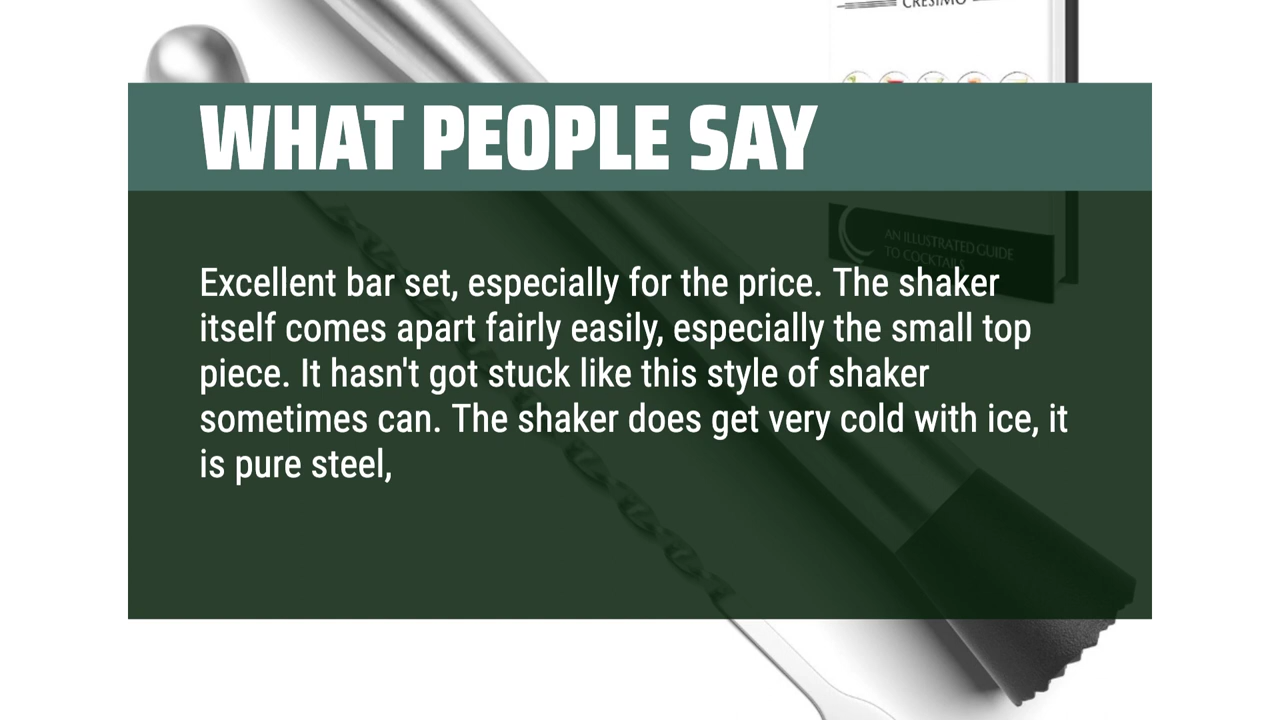 CRESIMO
WHAT PEOPLE SAY
AN ILLUSTRATED GUIDE
TO COCKTAILS
Excellent bar set, especially for the price. The shaker
itself comes apart fairly easily, especially the small top
piece. It hasn't got stuck like this style of shaker
sometimes can. The shaker does get very cold with ice, it
is pure steel,